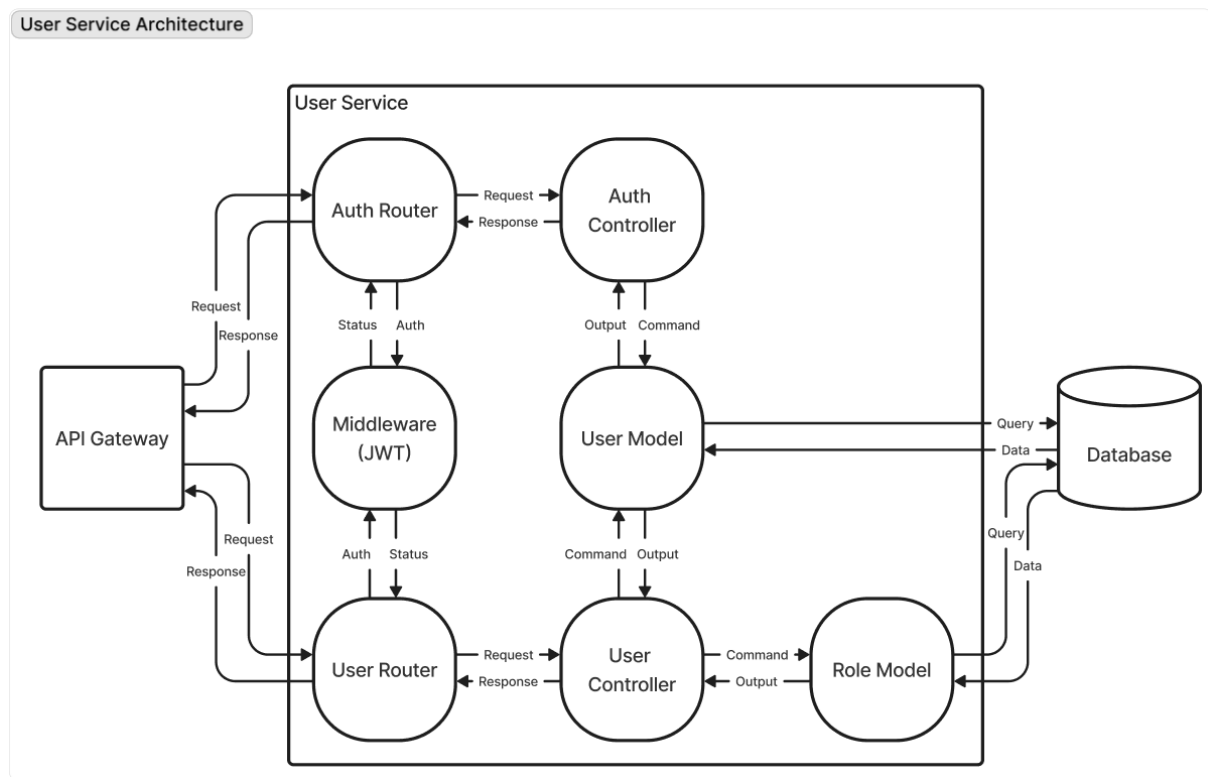 User Service Architecture
User Service
Auth Router
Request
Response
Auth
Controller
Request
Response
Status
Auth
Output
Command
API Gateway
Middleware
(JWT)
User Model
Query
Data
Database
Request
Response
Auth
Status
Command
Output
Query
Data
User Router
Request
Response
User
Controller
Command
Output
Role Model